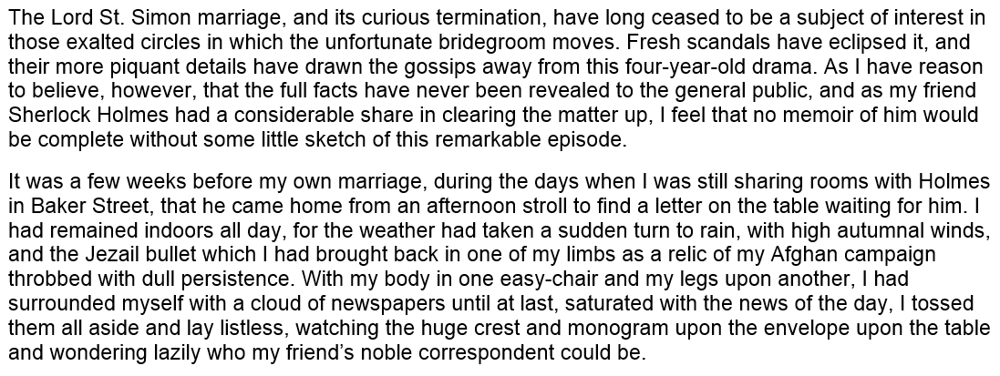 The Lord St. Simon marriage, and its curious termination, have long ceased to be a subject of interest in
those exalted circles in which the unfortunate bridegroom moves. Fresh scandals have eclipsed it, and
their more piquant details have drawn the gossips away from this four-year-old drama. As I have reason
to believe, however, that the full facts have never been revealed to the general public, and as my friend
Sherlock Holmes had a considerable share in clearing the matter up, I feel that no memoir of him would
be complete without some little sketch of this remarkable episode.
It was a few weeks before my own marriage, during the days when I was still sharing rooms with Holmes
in Baker Street, that he came home from an afternoon stroll to find a letter on the table waiting for him. I
had remained indoors all day, for the weather had taken a sudden turn to rain, with high autumnal winds,
and the Jezail bullet which I had brought back in one of my limbs as a relic of my Afghan campaign
throbbed with dull persistence. With my body in one easy-chair and my legs upon another, I had
surrounded myself with a cloud of newspapers until at last, saturated with the news of the day, I tossed
them all aside and lay listless, watching the huge crest and monogram upon the envelope upon the table
and wondering lazily who my friend’s noble correspondent could be.